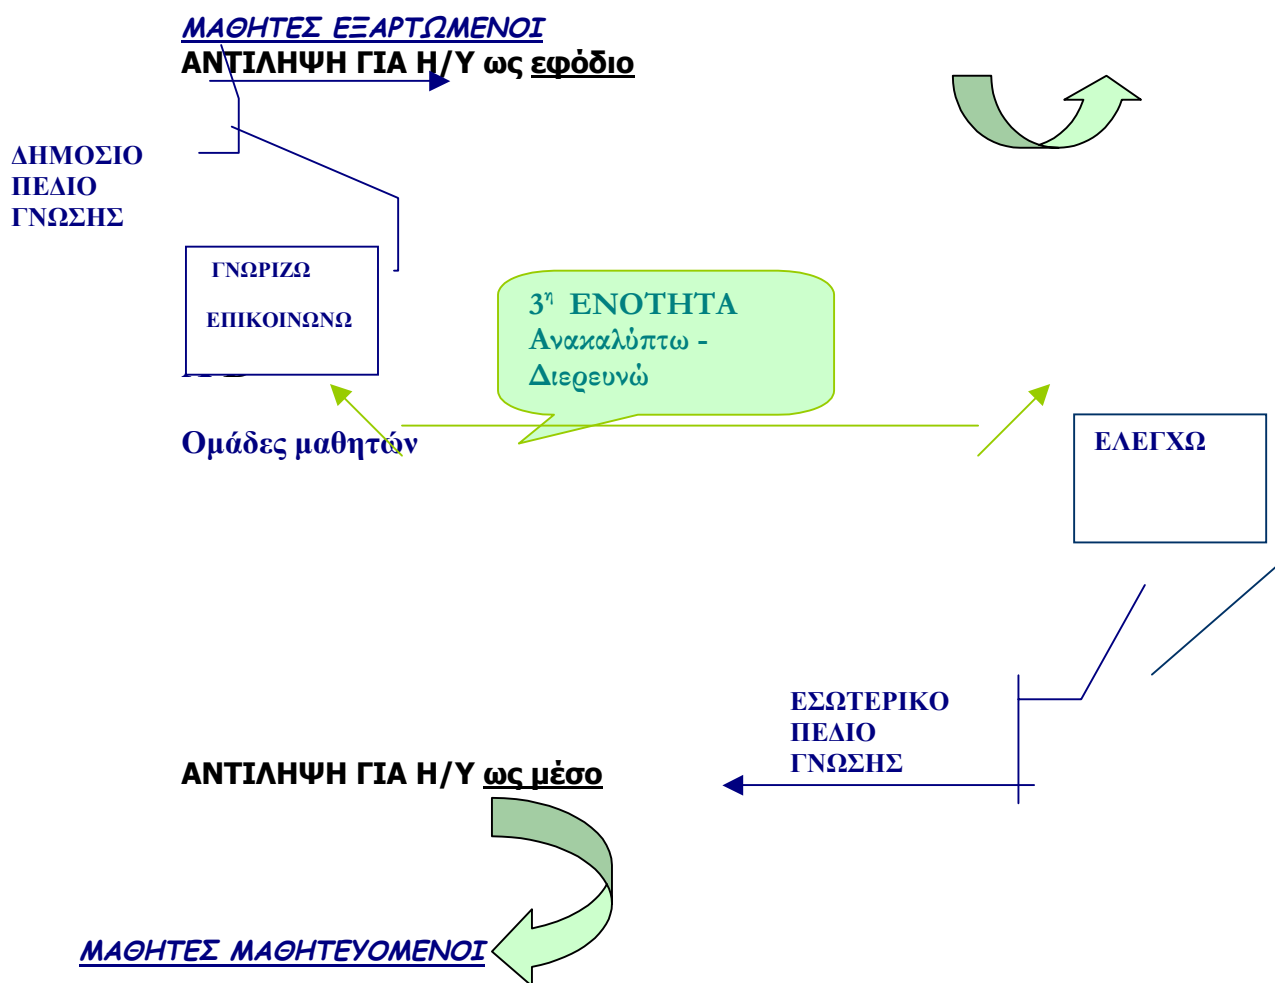 ΜΑΘΗΤΕΣ ΕΞΑΡΤΩΜΕΝΟΙ
ΑΝΤΙΛΗΨΗ ΓΙΑ Η/Υ ως εφόδιο
ΔΗΜΟΣΙΟ
ΠΕΔΙΟ
ΓΝΩΣΗΣ
ΓΝΩΡΙΖΩ
ΕΠΙΚΟΙΝΩΝΩ
3η ΕΝΟΤΗΤΑ
Ανακαλύπτω -
Διερευνώ
Ομάδες μαθητών
ΕΛΕΓΧΩ
ΕΣΩΤΕΡΙΚΟ
ΠΕΔΙΟ
ΓΝΩΣΗΣ
ΑΝΤΙΛΗΨΗ ΓΙΑ Η/Υ ως μέσο
ΜΑΘΗΤΕΣ ΜΑΘΗΤΕΥΟΜΕΝΟΙ